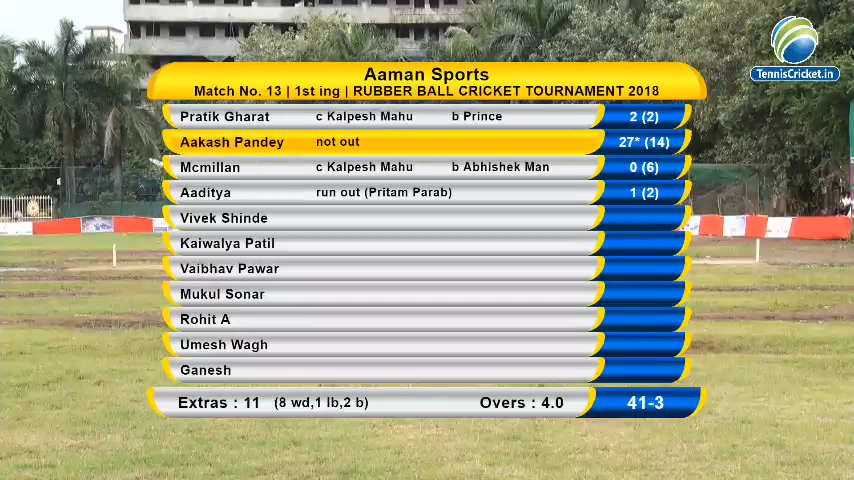 TennisCricket.in
Aaman Sports
Match No. 13 | 1st ing | RUBBER BALL CRICKET TOURNAMENT 2018
Pratik Gharat c Kalpesh Mahu b Prince 2 (2)
Aakash Pandey not out 27* (14)
Mcmillan c Kalpesh Mahu b Abhishek Man 0 (6)
Aaditya run out (Pritam Parab) 1 (2)
Vivek Shinde
Kaiwalya Patil
Vaibhav Pawar
Mukul Sonar
Rohit A
Umesh Wagh
Ganesh
Extras : 11 (8 wd,1 lb,2 b) Overs : 4.0 41-3